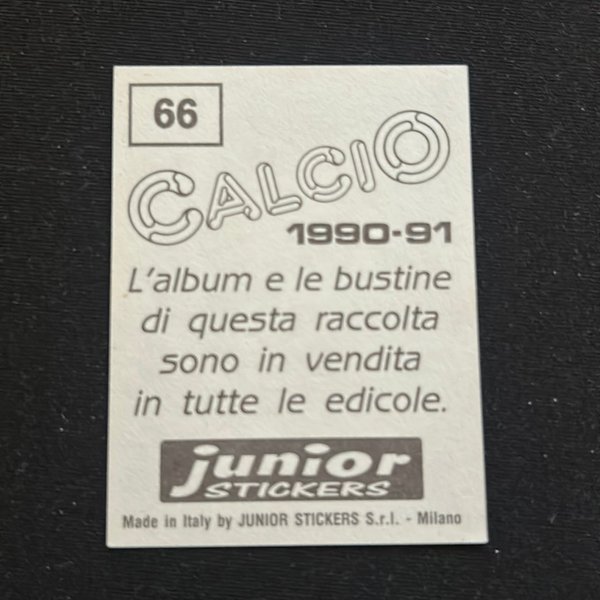 66
CALCIO
1990-91
L'album e le bustine
di questa raccolta
sono in vendita
in tutte le edicole.
junior
STICKERS
Made in Italy by JUNIOR STICKERS S.r.l. - Milano